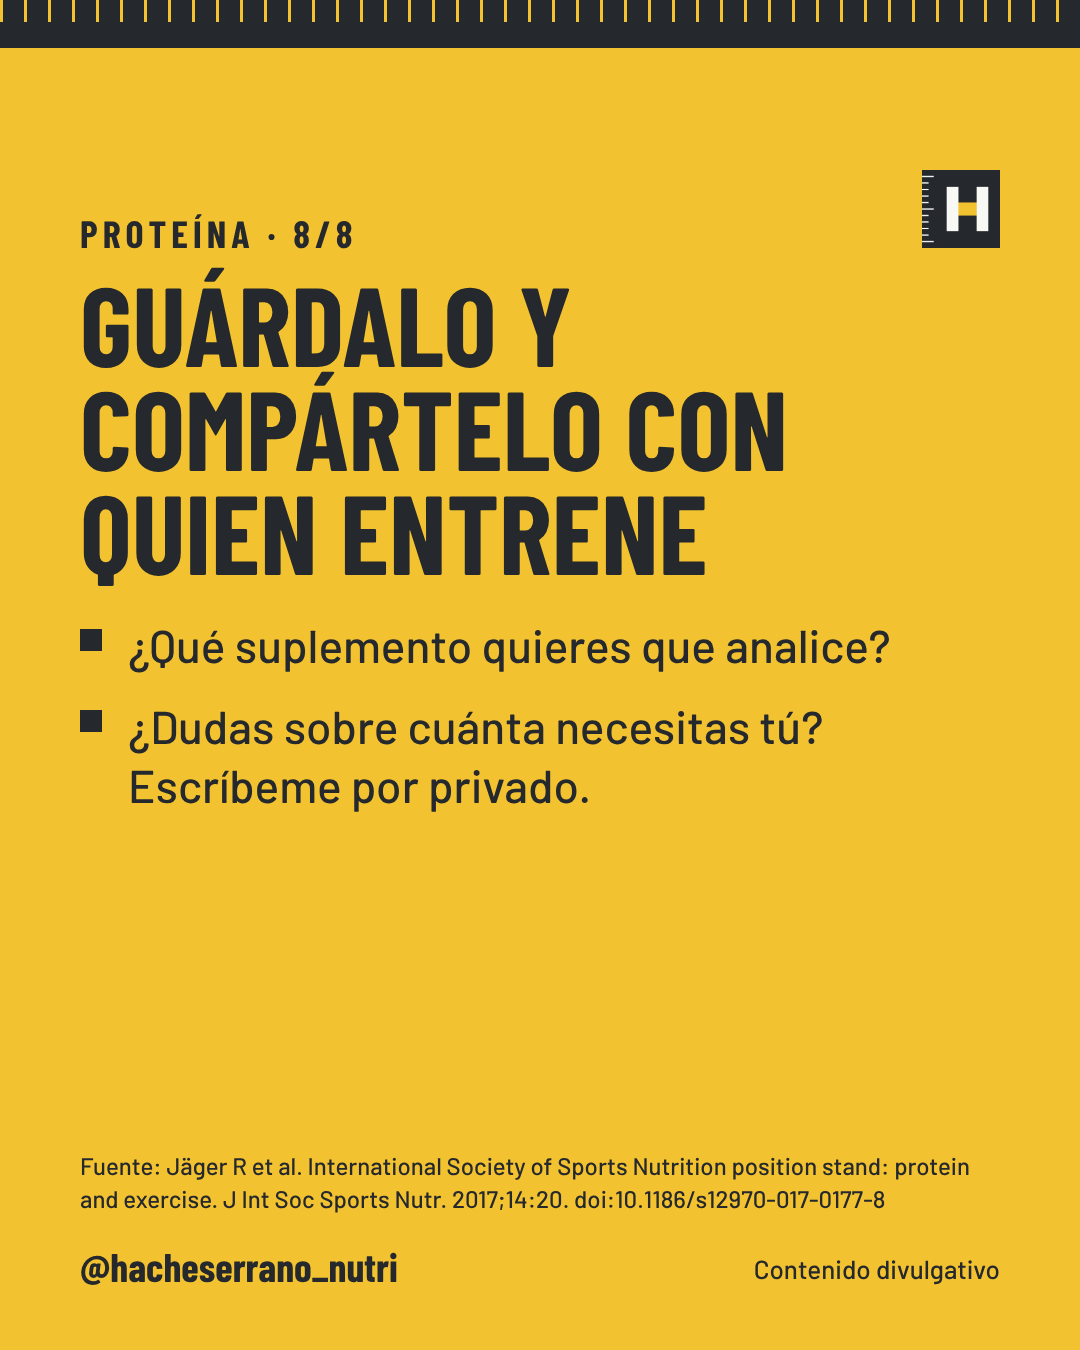 H
PROTEÍNA · 8/8
GUÁRDALO Y
COMPÁRTELO CON
QUIEN ENTRENE
¿Qué suplemento quieres que analice?
¿Dudas sobre cuánta necesitas tú?
Escríbeme por privado.
Fuente: Jäger R et al. International Society of Sports Nutrition position stand: protein
and exercise. J Int Soc Sports Nutr. 2017;14:20. doi:10.1186/s12970-017-0177-8
@hacheserrano_nutri
Contenido divulgativo